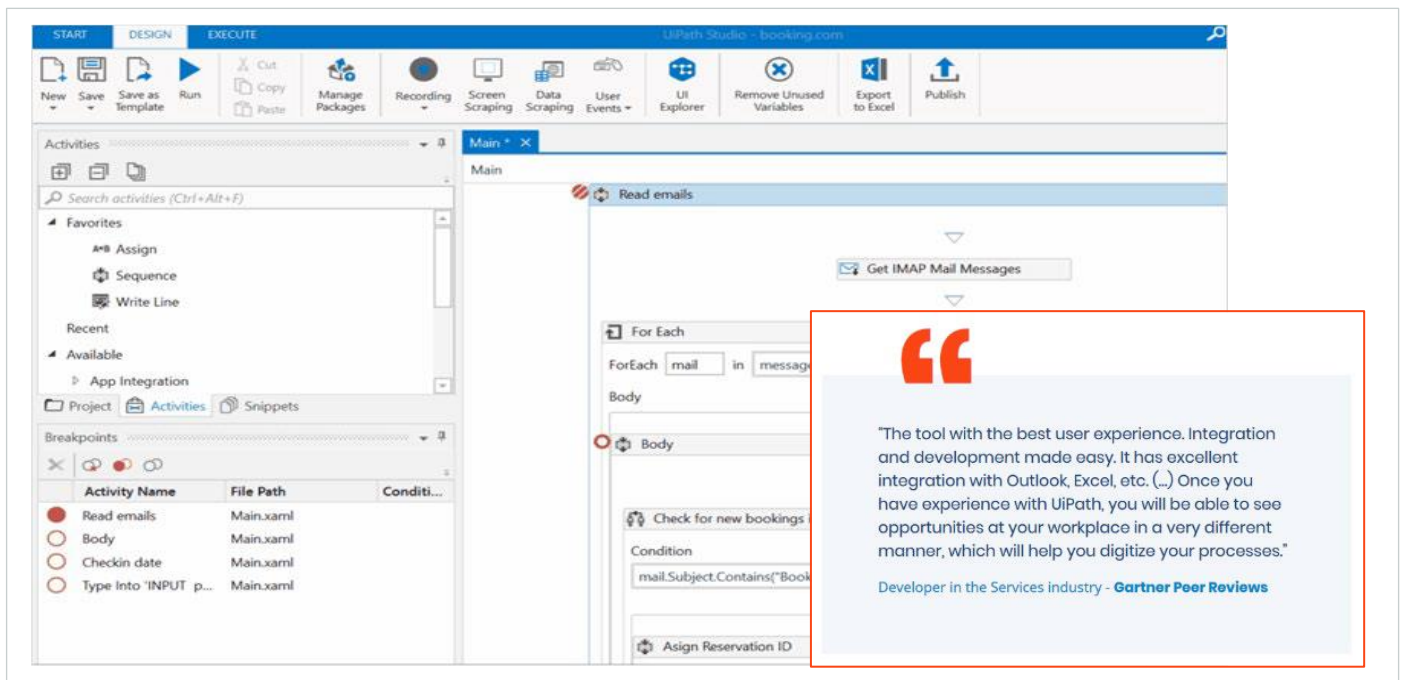 START DESIGN EXECUTE UiPath Studio - booking.com
New Save Save as Template Run Cut Copy Paste Manage Packages Recording Screen Scraping Data Scraping User Events UI Explorer Remove Unused Variables Export to Excel Publish
Activities
Search activities (Ctrl+Alt+F)
Favorites
A+B Assign
Sequence
Write Line
Recent
Available
App Integration
Project Activities Snippets
Breakpoints
Activity Name File Path Conditi...
Read emails Main.xaml
Body Main.xaml
Checkin date Main.xaml
Type Into 'INPUT p... Main.xaml
Main *
Main
Read emails
Get IMAP Mail Messages
For Each
ForEach mail in message
Body
Body
Check for new bookings
Condition
mail.Subject.Contains("Book
Asign Reservation ID
"The tool with the best user experience. Integration
and development made easy. It has excellent
integration with Outlook, Excel, etc. (...) Once you
have experience with UiPath, you will be able to see
opportunities at your workplace in a very different
manner, which will help you digitize your processes."
Developer in the Services industry - Gartner Peer Reviews